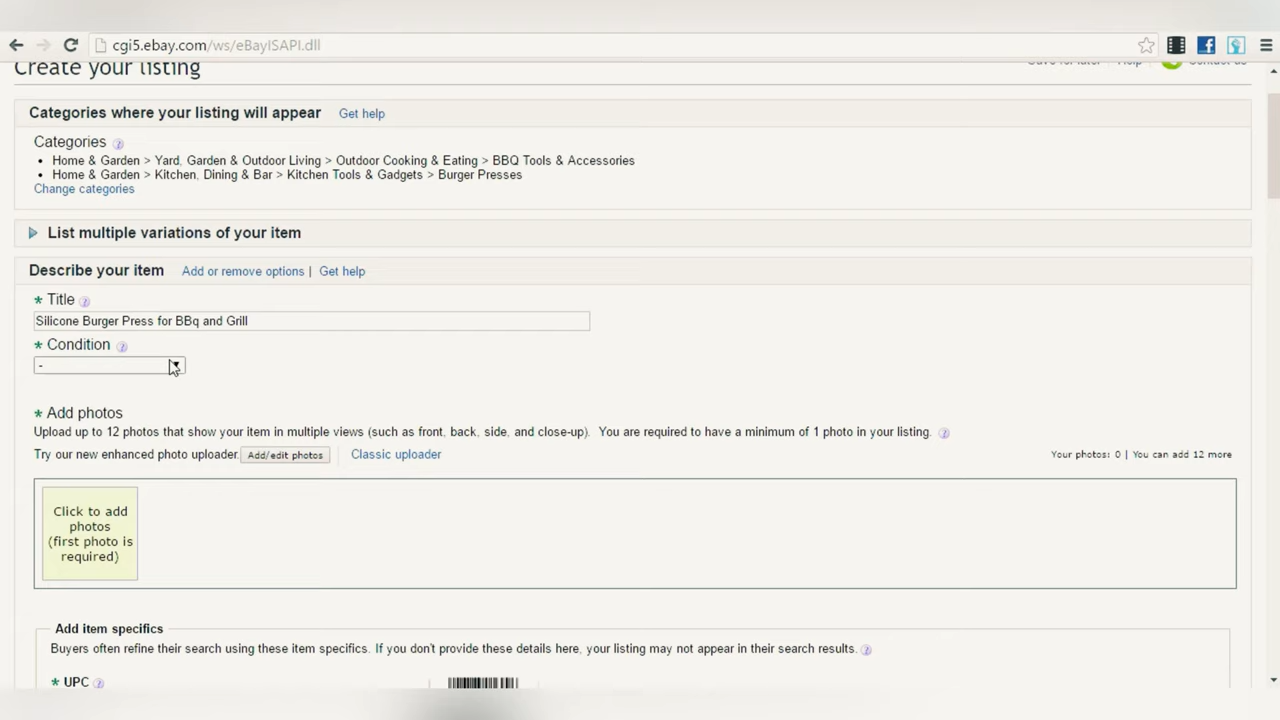 cgi5.ebay.com/ws/eBayISAPI.dll
Create your listing
Save for later Help Contact us
Categories where your listing will appear Get help
Categories
• Home & Garden > Yard, Garden & Outdoor Living > Outdoor Cooking & Eating > BBQ Tools & Accessories
• Home & Garden > Kitchen, Dining & Bar > Kitchen Tools & Gadgets > Burger Presses
Change categories
List multiple variations of your item
Describe your item Add or remove options | Get help
* Title
Silicone Burger Press for BBq and Grill
* Condition
-
* Add photos
Upload up to 12 photos that show your item in multiple views (such as front, back, side, and close-up). You are required to have a minimum of 1 photo in your listing.
Try our new enhanced photo uploader. Add/edit photos | Classic uploader Your photos: 0 | You can add 12 more
Click to add
photos
(first photo is
required)
Add item specifics
Buyers often refine their search using these item specifics. If you don't provide these details here, your listing may not appear in their search results.
* UPC